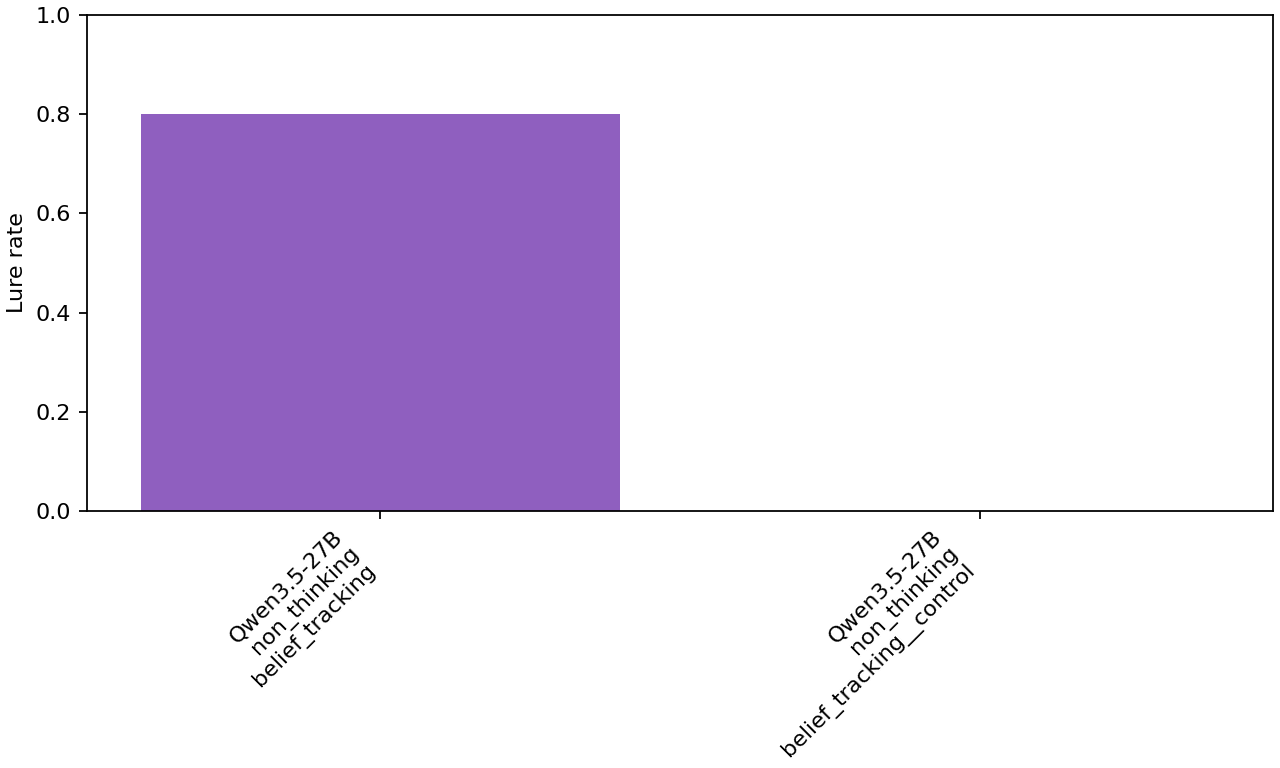 1.0
0.8
0.6
0.4
0.2
0.0
Lure rate
Qwen3.5-27B
non_thinking
belief_tracking
Qwen3.5-27B
non_thinking
belief_tracking__control